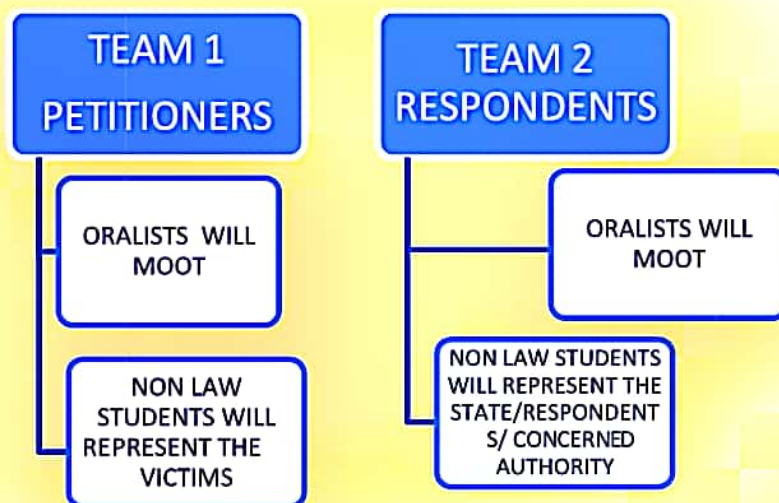 TEAM 1
PETITIONERS
ORALISTS WILL
MOOT
NON LAW
STUDENTS WILL
REPRESENT THE
VICTIMS
TEAM 2
RESPONDENTS
ORALISTS WILL
MOOT
NON LAW STUDENTS
WILL REPRESENT THE
STATE/RESPONDENT
S/ CONCERNED
AUTHORITY